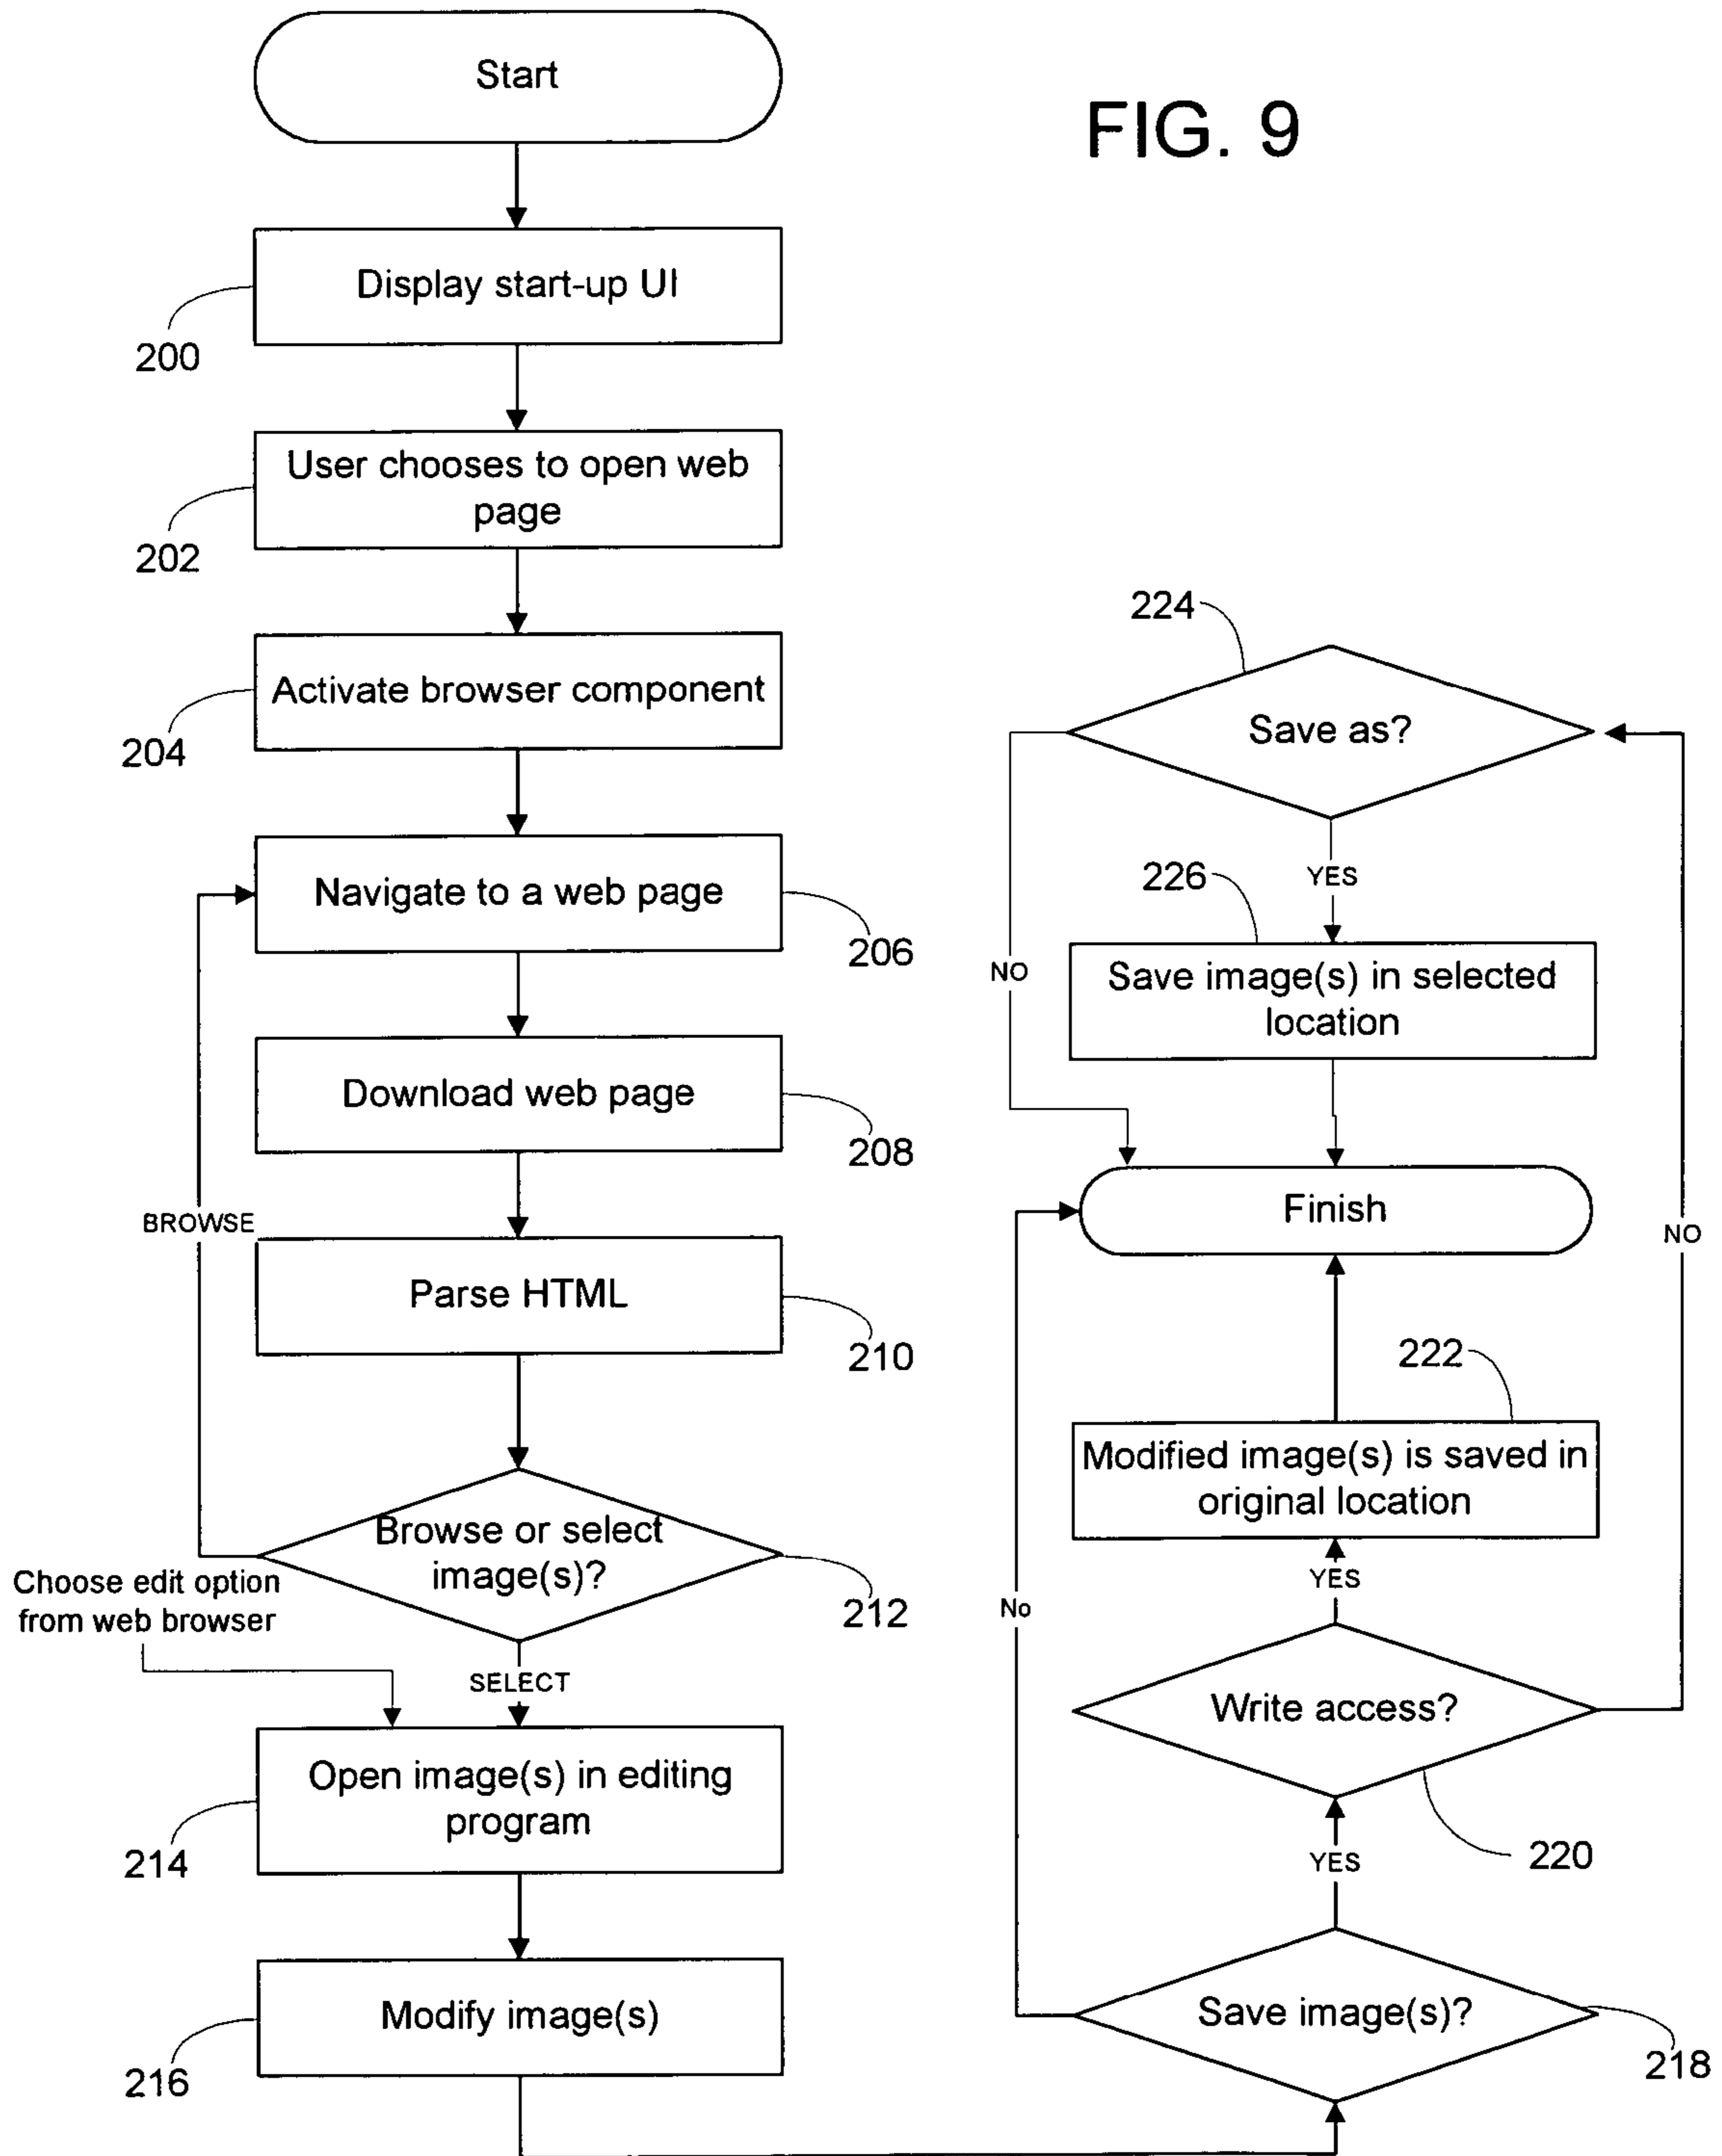 Start
FIG. 9
Display start-up UI
200
User chooses to open web
page
202
Activate browser component
204
Navigate to a web page
206
Download web page
208
BROWSE
Parse HTML
210
Browse or select
image(s)?
212
Choose edit option
from web browser
SELECT
Open image(s) in editing
program
214
Modify image(s)
216
224
Save as?
YES
226
NO
Save image(s) in selected
location
Finish
NO
222
Modified image(s) is saved in
original location
YES
No
Write access?
220
YES
Save image(s)?
218